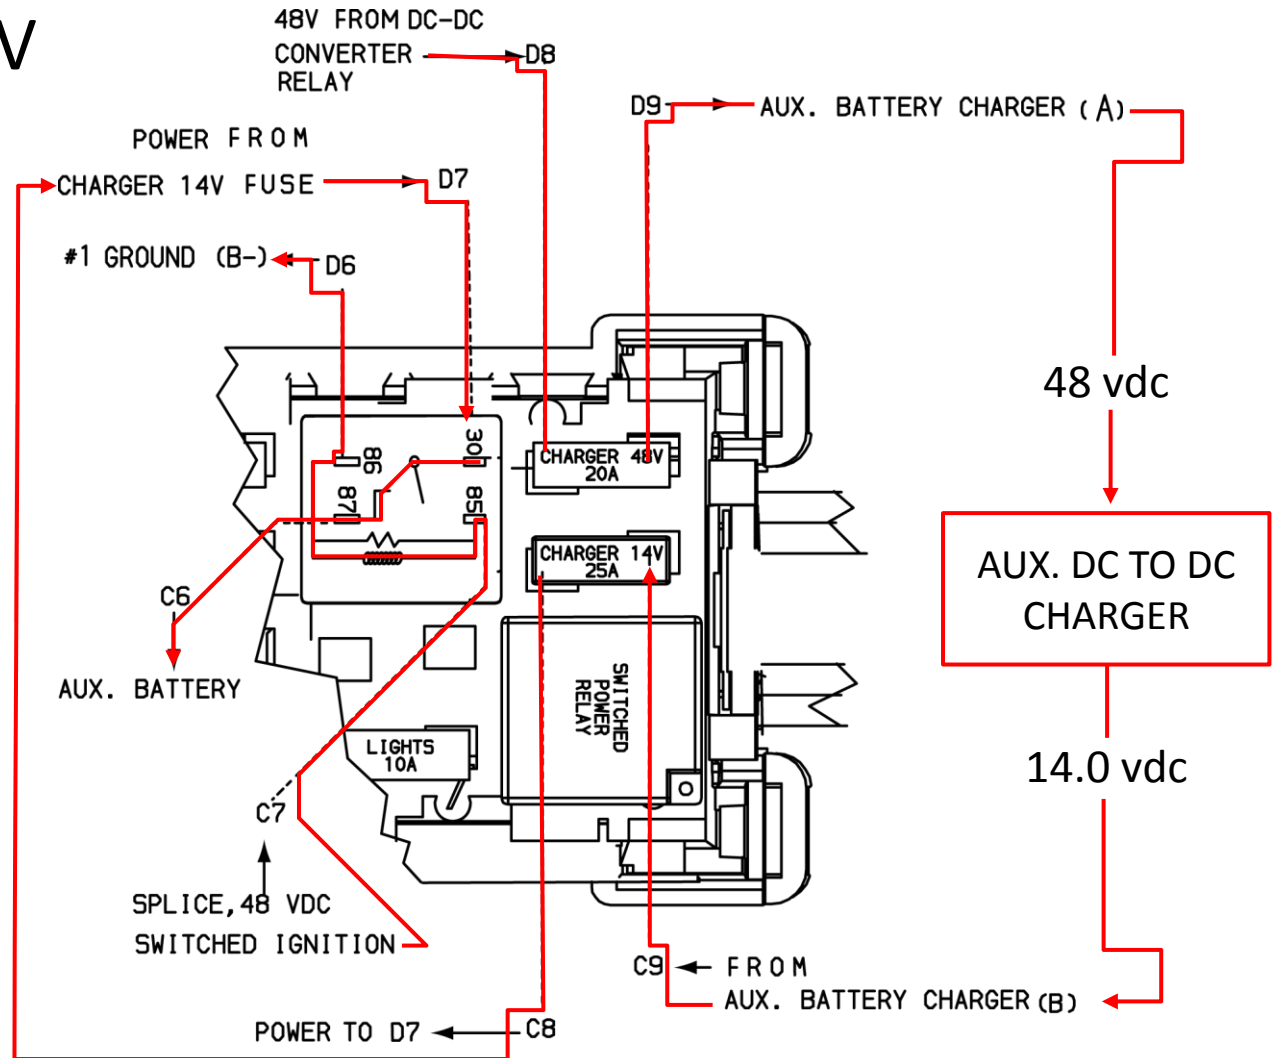 V
48V FROM DC-DC
CONVERTER
RELAY
D8
D9
AUX. BATTERY CHARGER (A)
POWER FROM
CHARGER 14V FUSE
D7
#1 GROUND (B-)
D6
48 vdc
30
86
87
85
CHARGER 48V
20A
CHARGER 14V
25A
AUX. DC TO DC
CHARGER
C6
AUX. BATTERY
SWITCHED
POWER
RELAY
LIGHTS
10A
14.0 vdc
C7
SPLICE, 48 VDC
SWITCHED IGNITION
C9
FROM
AUX. BATTERY CHARGER (B)
POWER TO D7
C8